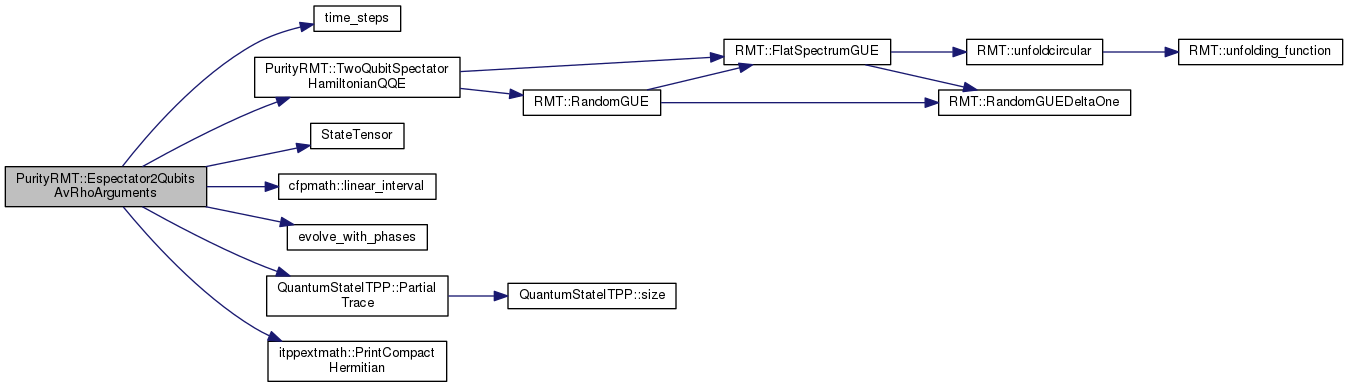 time_steps
PurityRMT::TwoQubitSpectator
HamiltonianQQE
RMT::FlatSpectrumGUE
RMT::unfoldcircular
RMT::unfolding_function
RMT::RandomGUE
RMT::RandomGUEDeltaOne
StateTensor
PurityRMT::Espectator2Qubits
AvRhoArguments
cfpmath::linear_interval
evolve_with_phases
QuantumStateITPP::Partial
Trace
QuantumStateITPP::size
itppextmath::PrintCompact
Hermitian